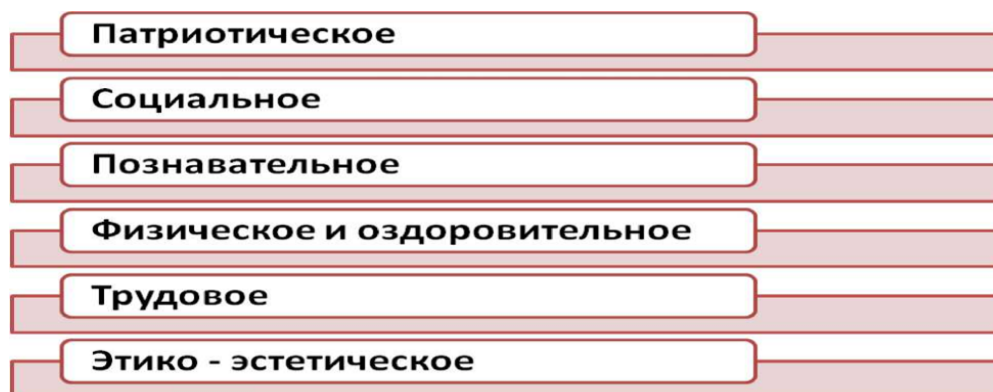 Патриотическое
Социальное
Познавательное
Физическое и оздоровительное
Трудовое
Этико - эстетическое